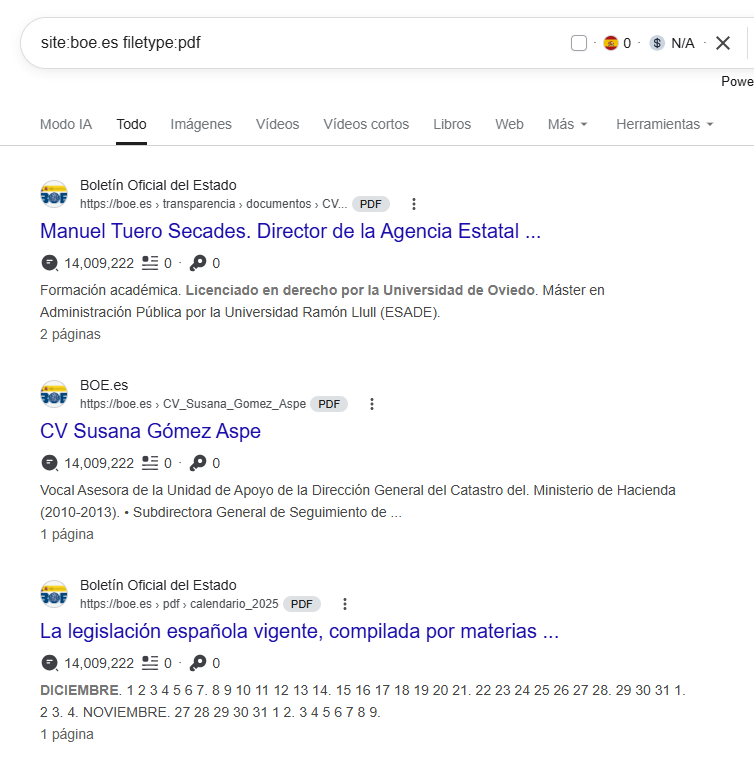 site:boe.es filetype:pdf
· 0 · $ N/A ·
Powe
Modo IA Todo Imágenes Vídeos Vídeos cortos Libros Web Más Herramientas
Boletín Oficial del Estado
https://boe.es › transparencia › documentos › CV... PDF
Manuel Tuero Secades. Director de la Agencia Estatal ...
14,009,222 0 · 0
Formación académica. Licenciado en derecho por la Universidad de Oviedo. Máster en
Administración Pública por la Universidad Ramón Llull (ESADE).
2 páginas
BOE.es
https://boe.es › CV_Susana_Gomez_Aspe PDF
CV Susana Gómez Aspe
14,009,222 0 · 0
Vocal Asesora de la Unidad de Apoyo de la Dirección General del Catastro del. Ministerio de Hacienda
(2010-2013). • Subdirectora General de Seguimiento de ...
1 página
Boletín Oficial del Estado
https://boe.es › pdf › calendario_2025 PDF
La legislación española vigente, compilada por materias ...
14,009,222 0 · 0
DICIEMBRE. 1 2 3 4 5 6 7. 8 9 10 11 12 13 14. 15 16 17 18 19 20 21. 22 23 24 25 26 27 28. 29 30 31 1.
2 3. 4. NOVIEMBRE. 27 28 29 30 31 1 2. 3 4 5 6 7 8 9.
1 página